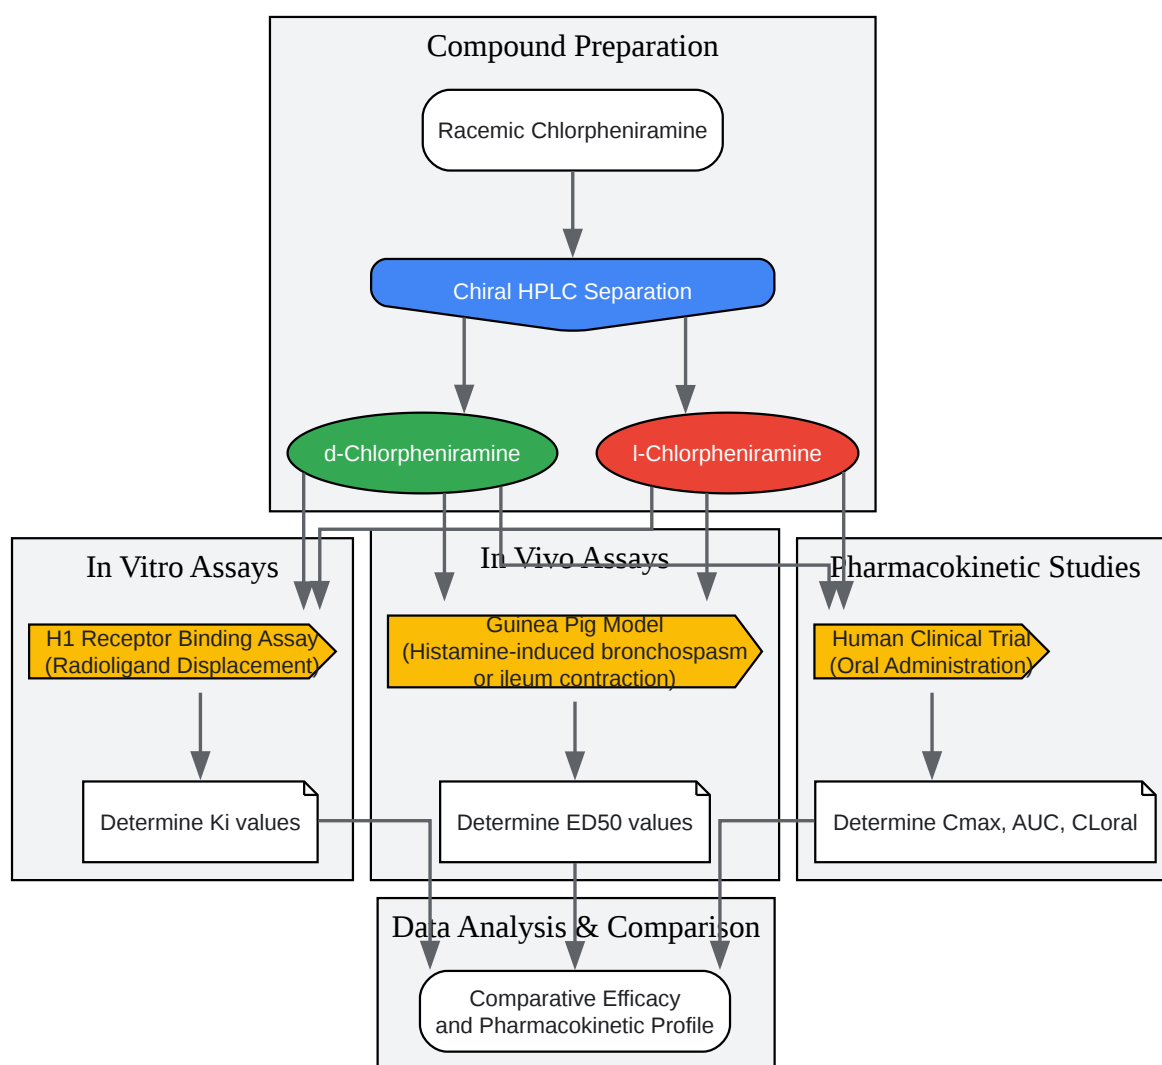 Compound Preparation
Racemic Chlorpheniramine
Chiral HPLC Separation
d-Chlorpheniramine
l-Chlorpheniramine
In Vitro Assays
In Vivo Assays
Pharmacokinetic Studies
H1 Receptor Binding Assay
(Radioligand Displacement)
Guinea Pig Model
(Histamine-induced bronchospasm
or ileum contraction)
Human Clinical Trial
(Oral Administration)
Determine Ki values
Determine ED50 values
Determine Cmax, AUC, CLoral
Data Analysis & Comparison
Comparative Efficacy
and Pharmacokinetic Profile